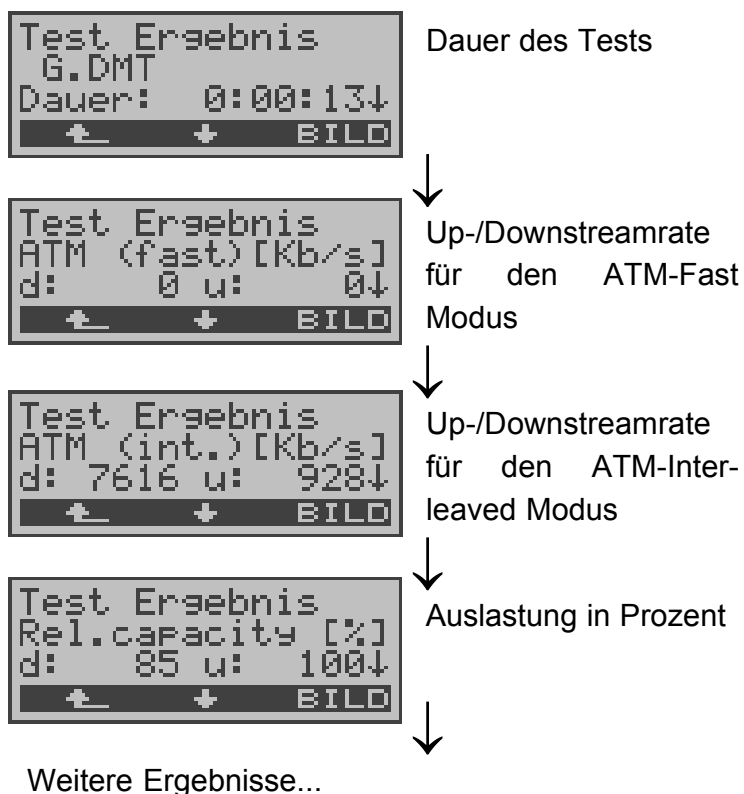 Test Ergebnis
G.DMT
Dauer: 0:00:13↓
BILD
Dauer des Tests
Test Ergebnis
ATM (fast)[Kb/s]
d: 0 u: 0↓
BILD
Up-/Downstreamrate
für den ATM-Fast
Modus
Test Ergebnis
ATM (int.)[Kb/s]
d: 7616 u: 928↓
BILD
Up-/Downstreamrate
für den ATM-Inter-
leaved Modus
Test Ergebnis
Rel.capacity [%]
d: 85 u: 100↓
BILD
Auslastung in Prozent
Weitere Ergebnisse...